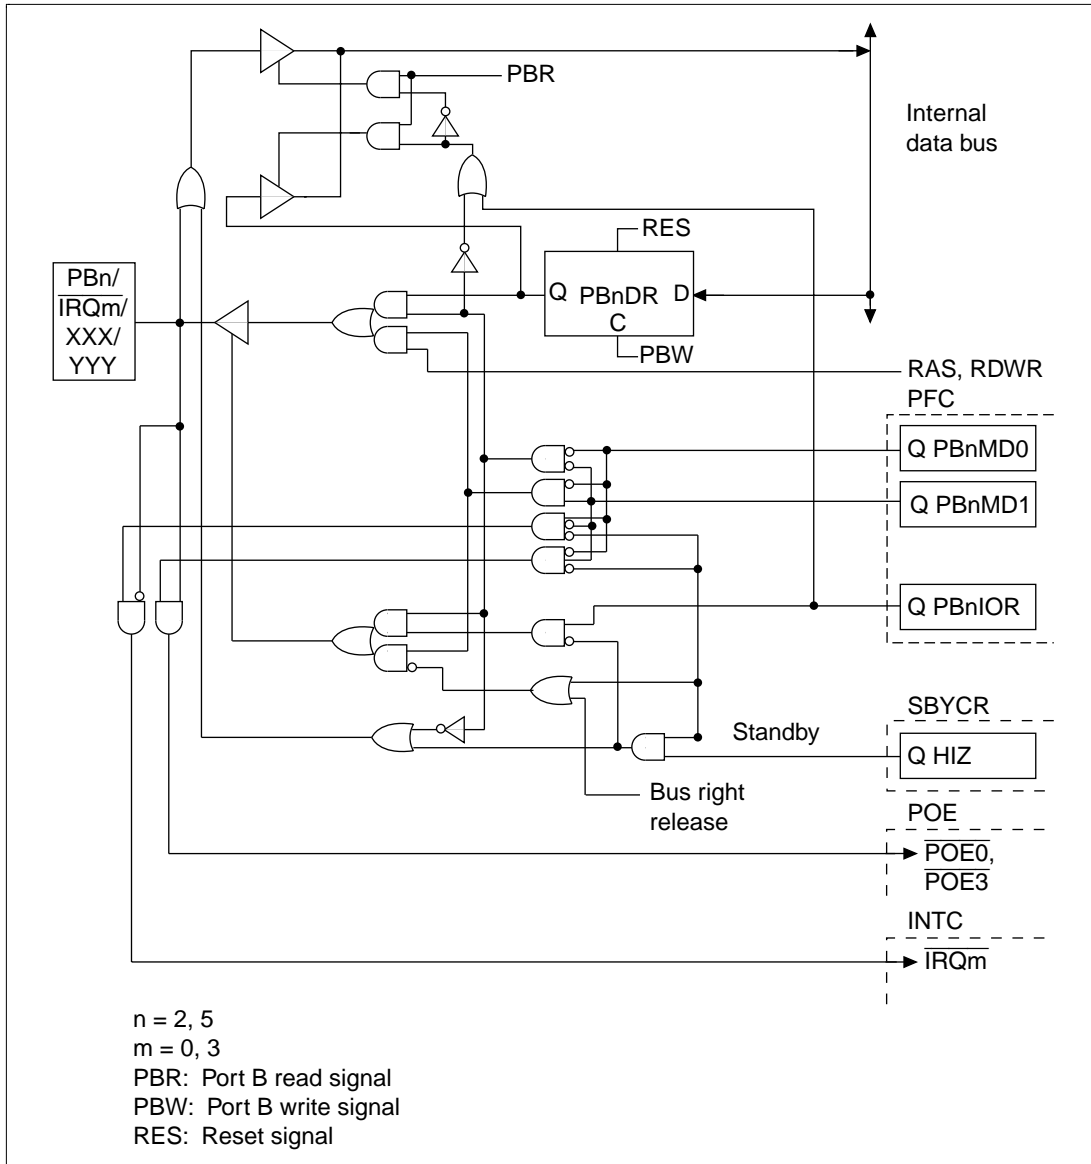 PBR
Internal
data bus
RES
PBn/
IRQm/
XXX/
YYY
Q PBnDR D
C
PBW
RAS, RDWR
PFC
Q PBnMD0
Q PBnMD1
Q PBnIOR
SBYCR
Standby
Q HIZ
Bus right
release
POE
POE0,
POE3
INTC
IRQm
n = 2, 5
m = 0, 3
PBR: Port B read signal
PBW: Port B write signal
RES: Reset signal